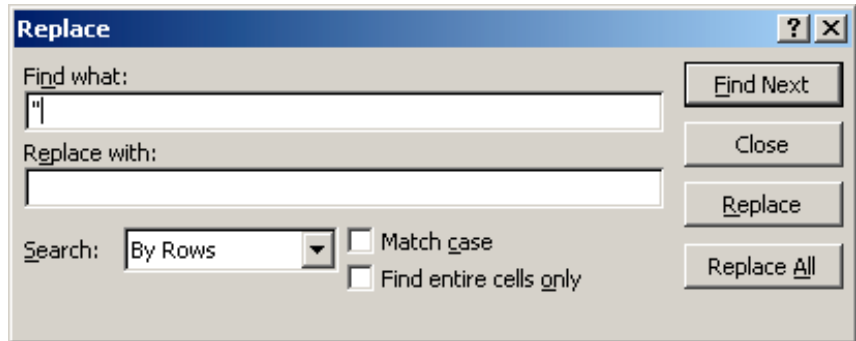 Replace
Find what:
"
Replace with:
Search:
By Rows
Match case
Find entire cells only
Find Next
Close
Replace
Replace All